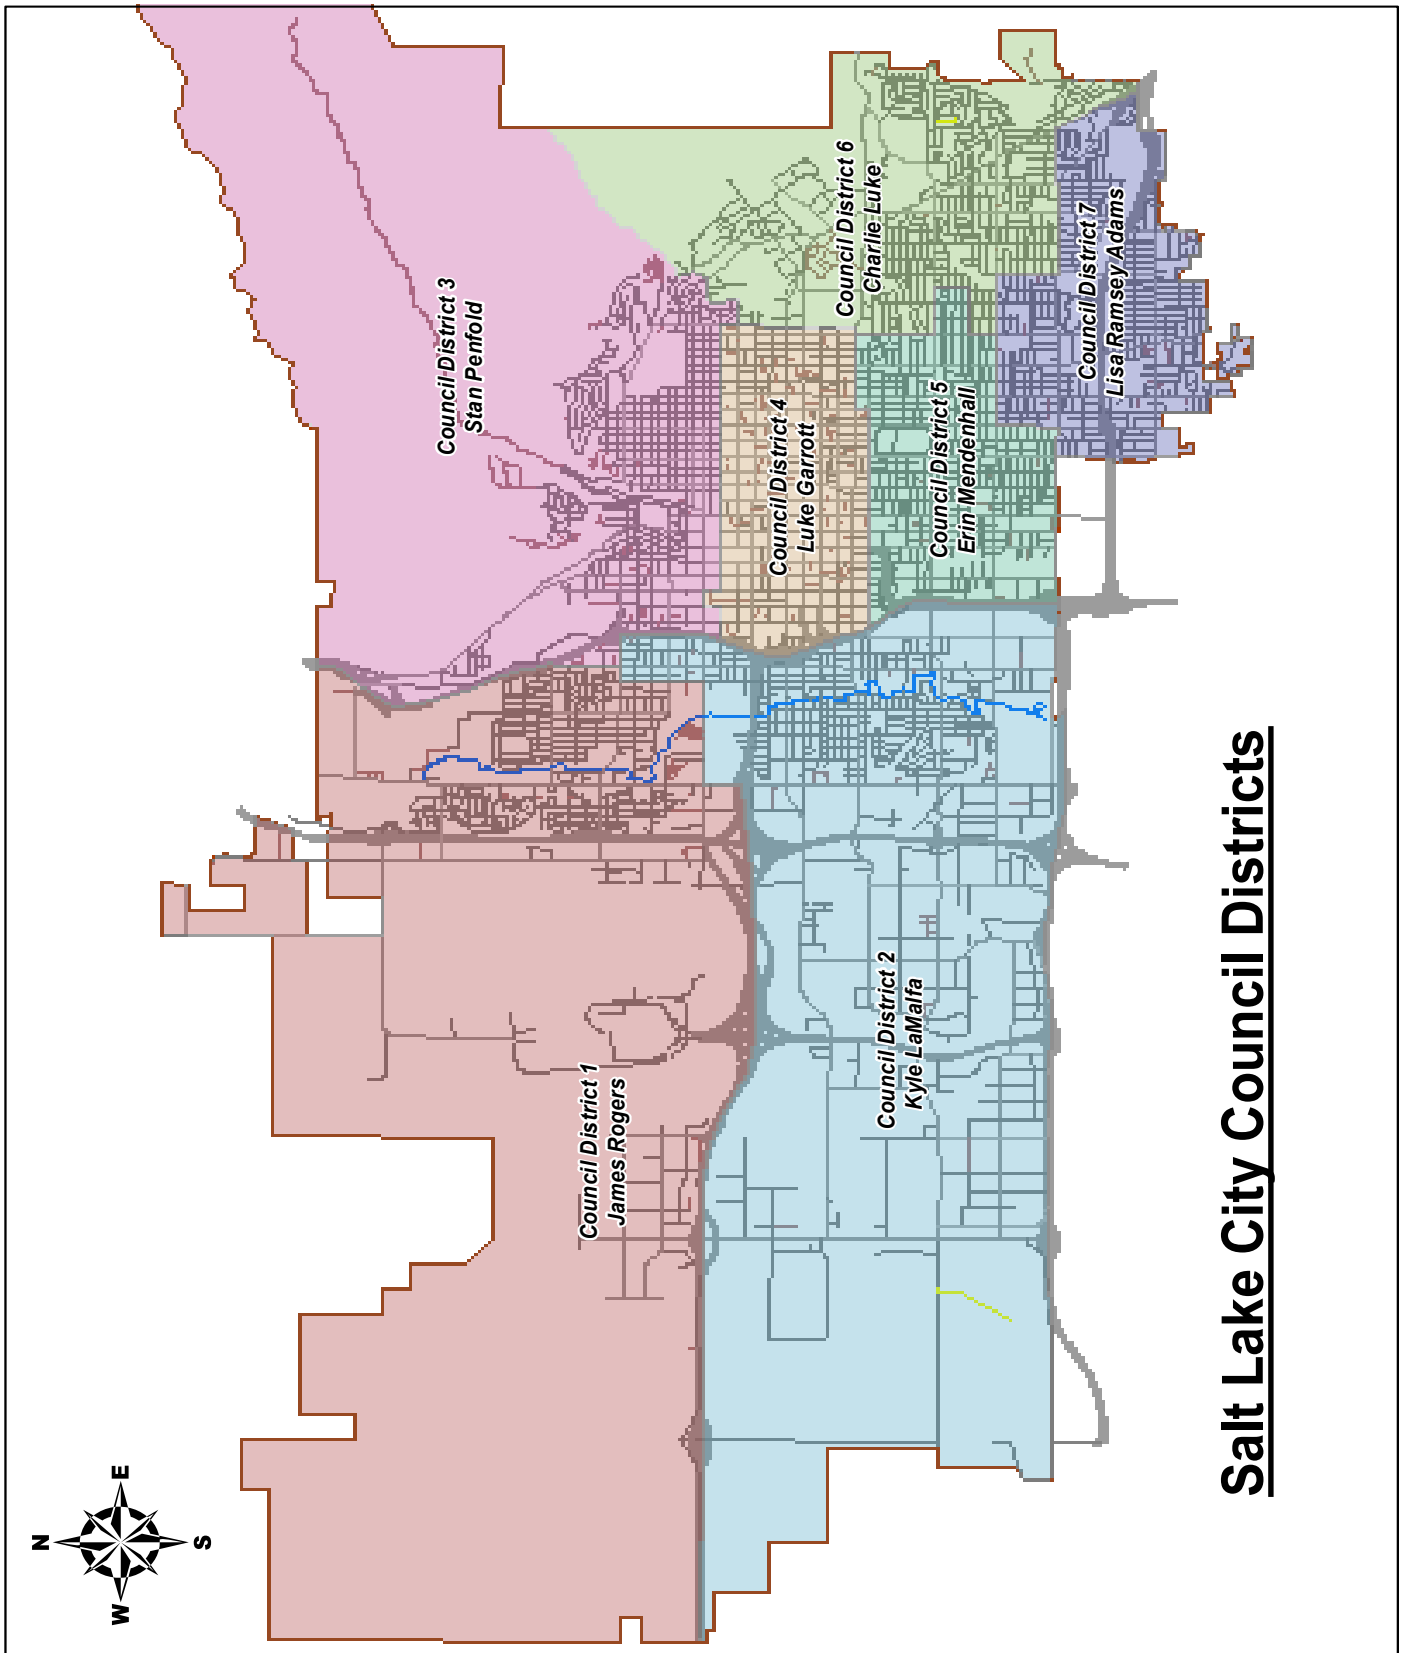 N
W
E
S
Council District 3
Stan Penfold
Council District 6
Charlie Luke
Council District 4
Luke Garrott
Council District 1
James Rogers
Council District 5
Erin Mendenhall
Council District 2
Kyle LaMalfa
Council District 7
Lisa Ramsey Adams
Salt Lake City Council Districts